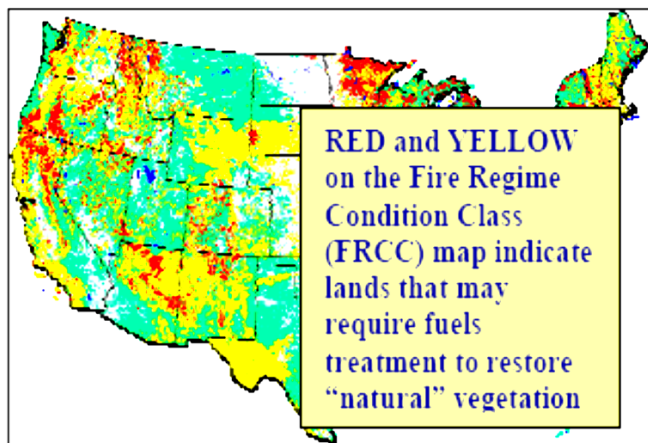 RED and YELLOW
on the Fire Regime
Condition Class
(FRCC) map indicate
lands that may
require fuels
treatment to restore
“natural” vegetation